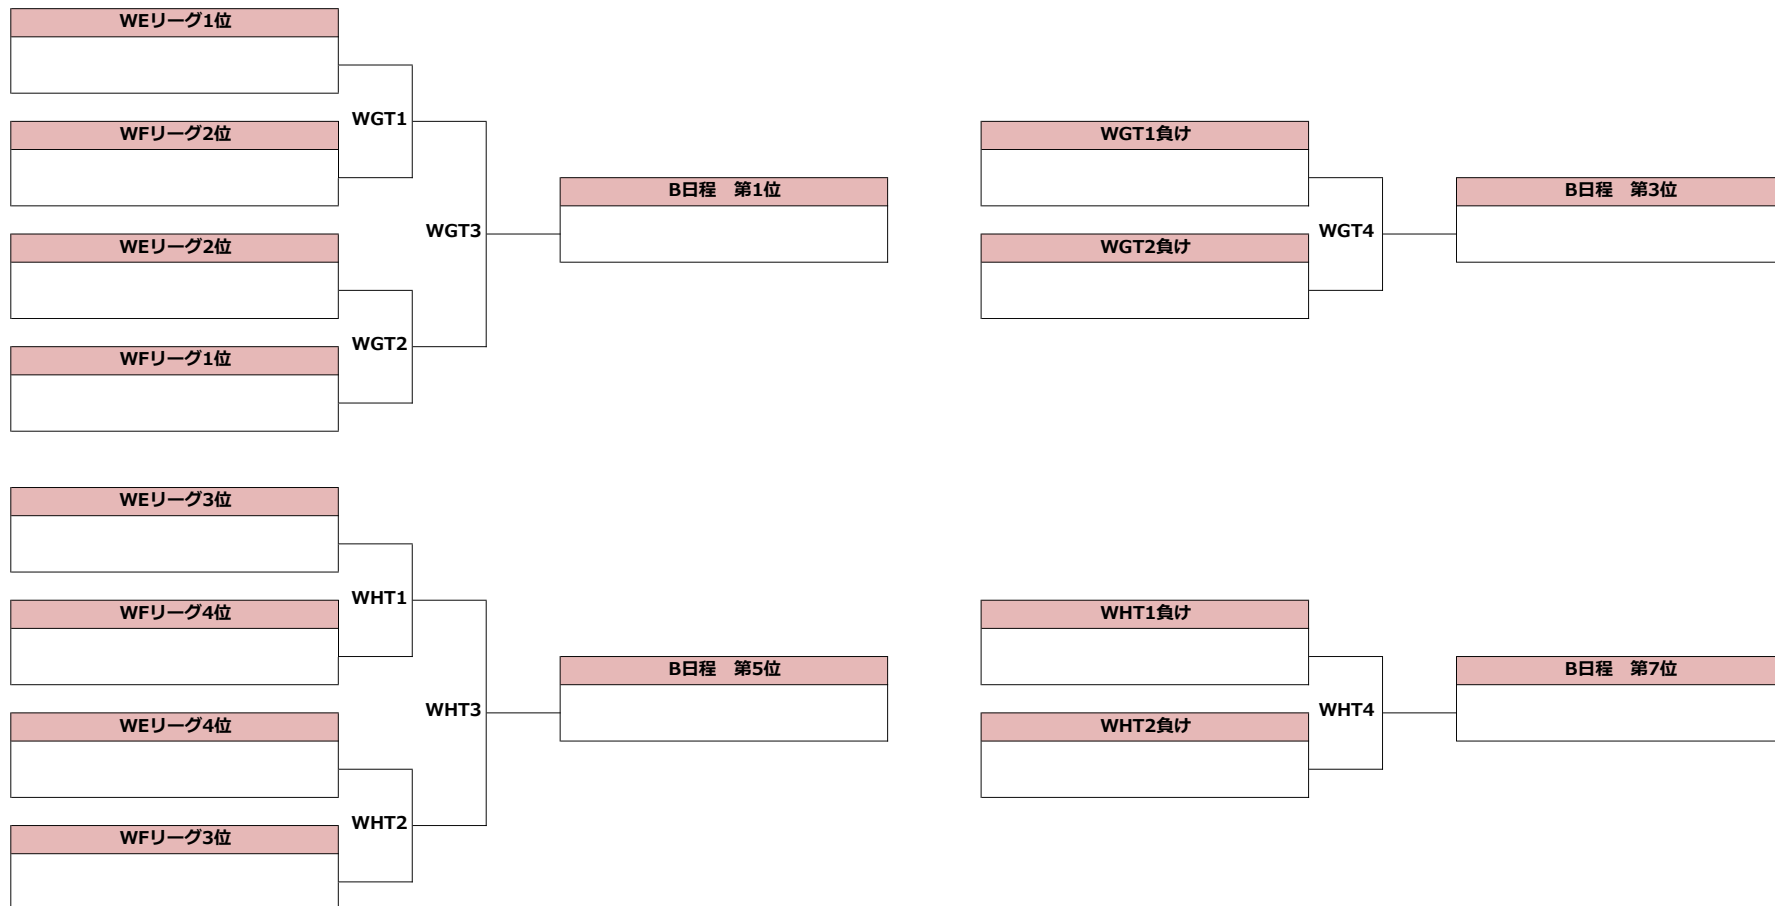 WEリーグ1位
WGT1
WFリーグ2位
WGT1負け
B日程　第1位
B日程　第3位
WGT3
WGT4
WEリーグ2位
WGT2負け
WGT2
WFリーグ1位
WEリーグ3位
WHT1
WFリーグ4位
WHT1負け
B日程　第5位
B日程　第7位
WHT3
WHT4
WEリーグ4位
WHT2負け
WHT2
WFリーグ3位